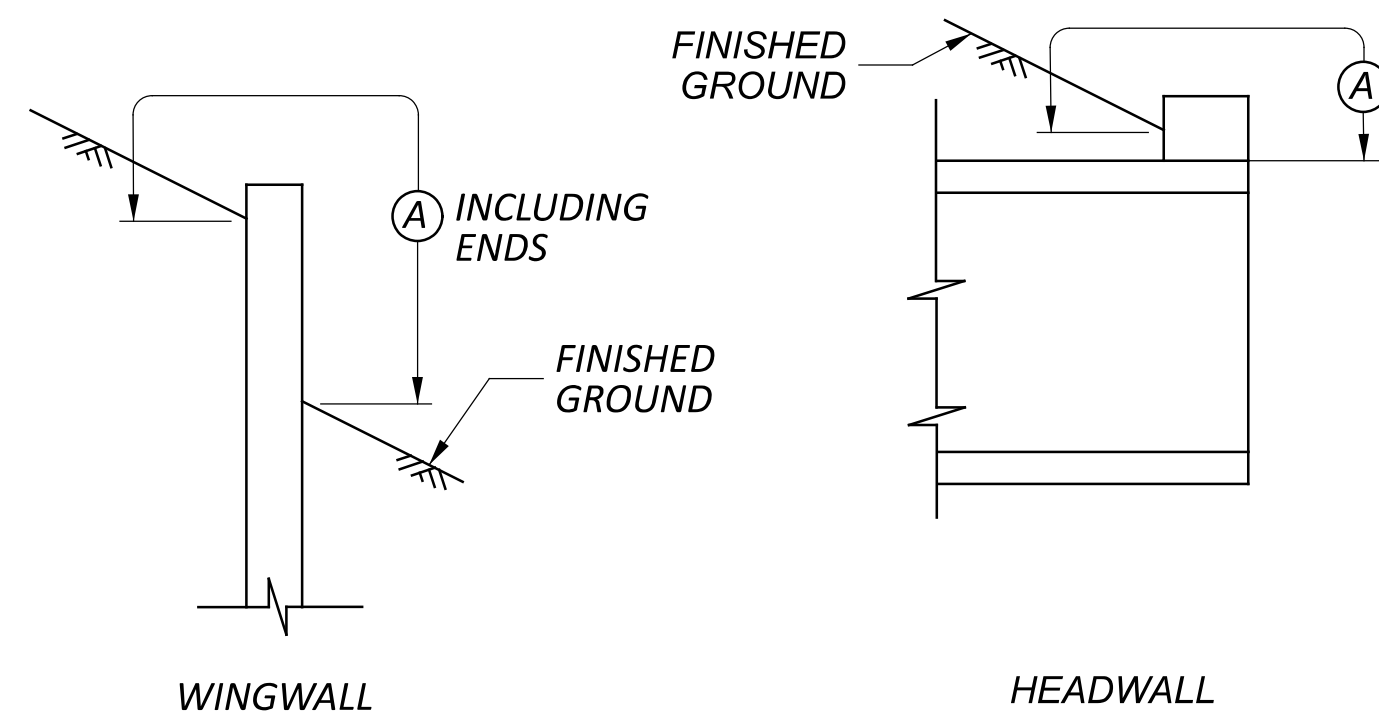 FINISHED
GROUND
A
A
INCLUDING
ENDS
FINISHED
GROUND
WINGWALL
HEADWALL